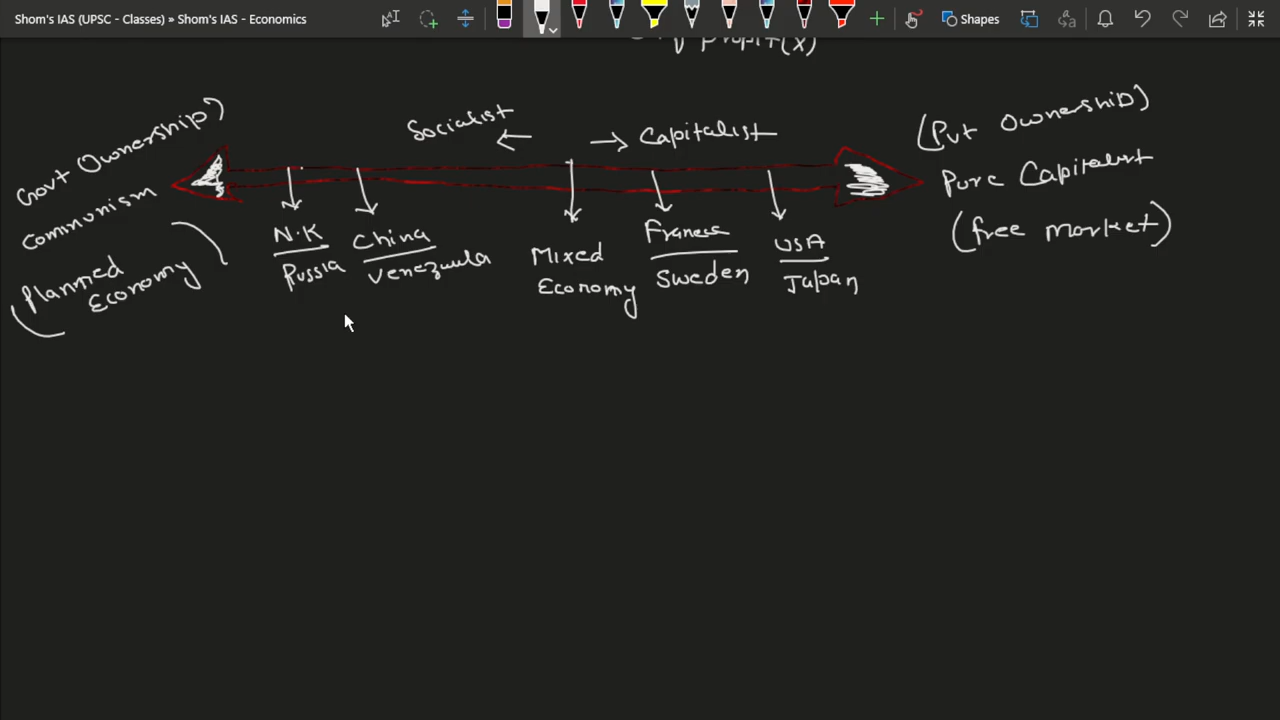 Shom's IAS (UPSC - Classes) » Shom's IAS - Economics
Shapes
profit(x)
Govt Ownership)
Communism
(Planned
Economy)
Socialist
←
→ Capitalist
(Pvt Ownership)
Pure Capitalist
(free market)
N.K
Russia
China
Venezuela
Mixed
Economy
France
Sweden
USA
Japan